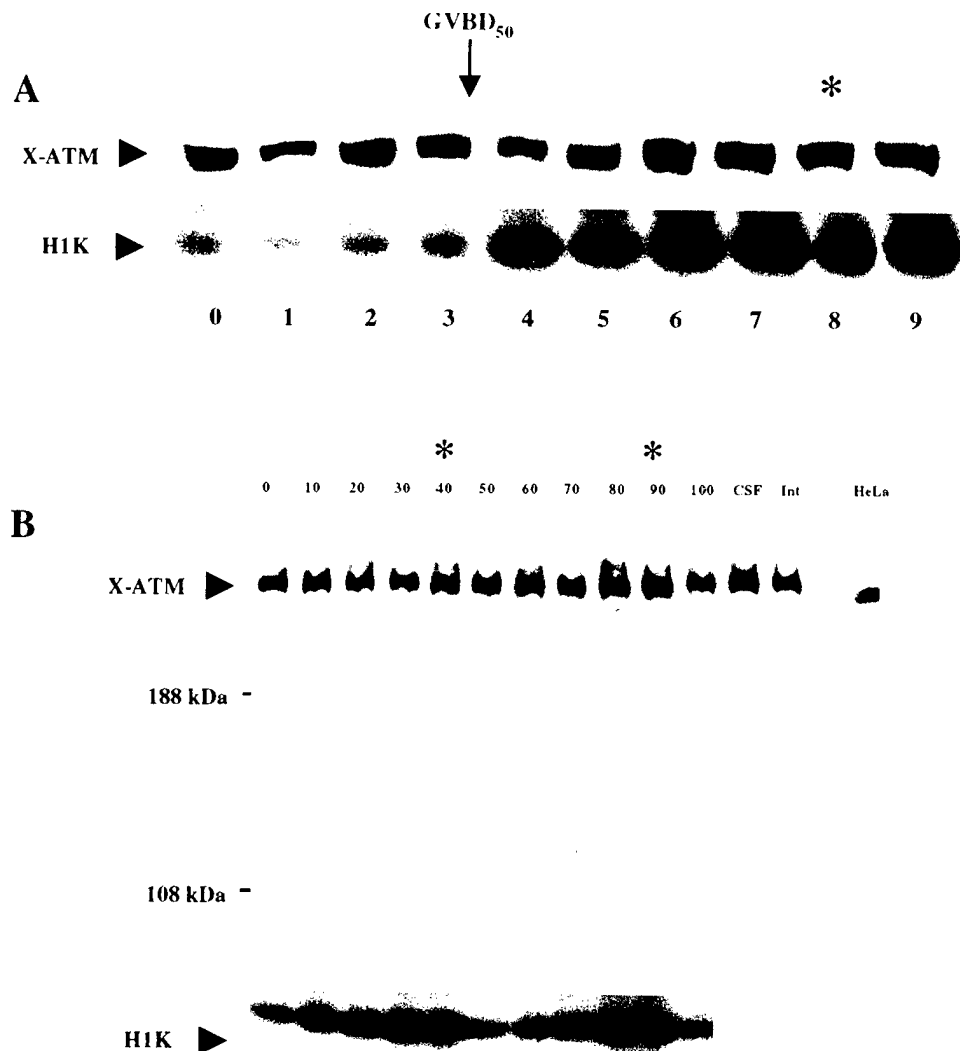 GVBD50
A
*
X-ATM
H1K
0 1 2 3 4 5 6 7 8 9
* *
0 10 20 30 40 50 60 70 80 90 100 CSF Int HeLa
B
X-ATM
188 kDa -
108 kDa -
H1K